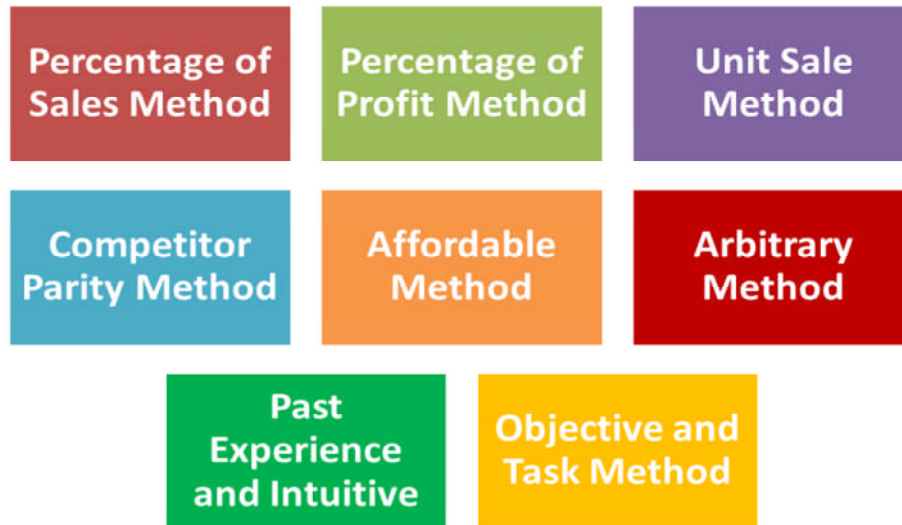 Percentage of
Sales Method
Percentage of
Profit Method
Unit Sale
Method
Competitor
Parity Method
Affordable
Method
Arbitrary
Method
Past
Experience
and Intuitive
Objective and
Task Method